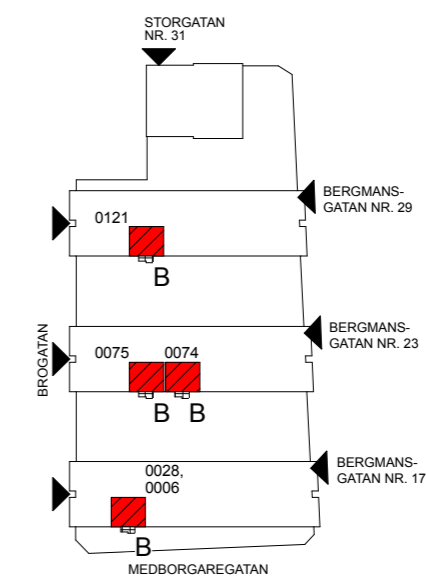 STORGATAN
NR. 31
BERGMANS-
GATAN NR. 29
0121
B
BERGMANS-
GATAN NR. 23
BROGATAN
0075 0074
B B
BERGMANS-
GATAN NR. 17
0028,
0006
B
MEDBORGAREGATAN